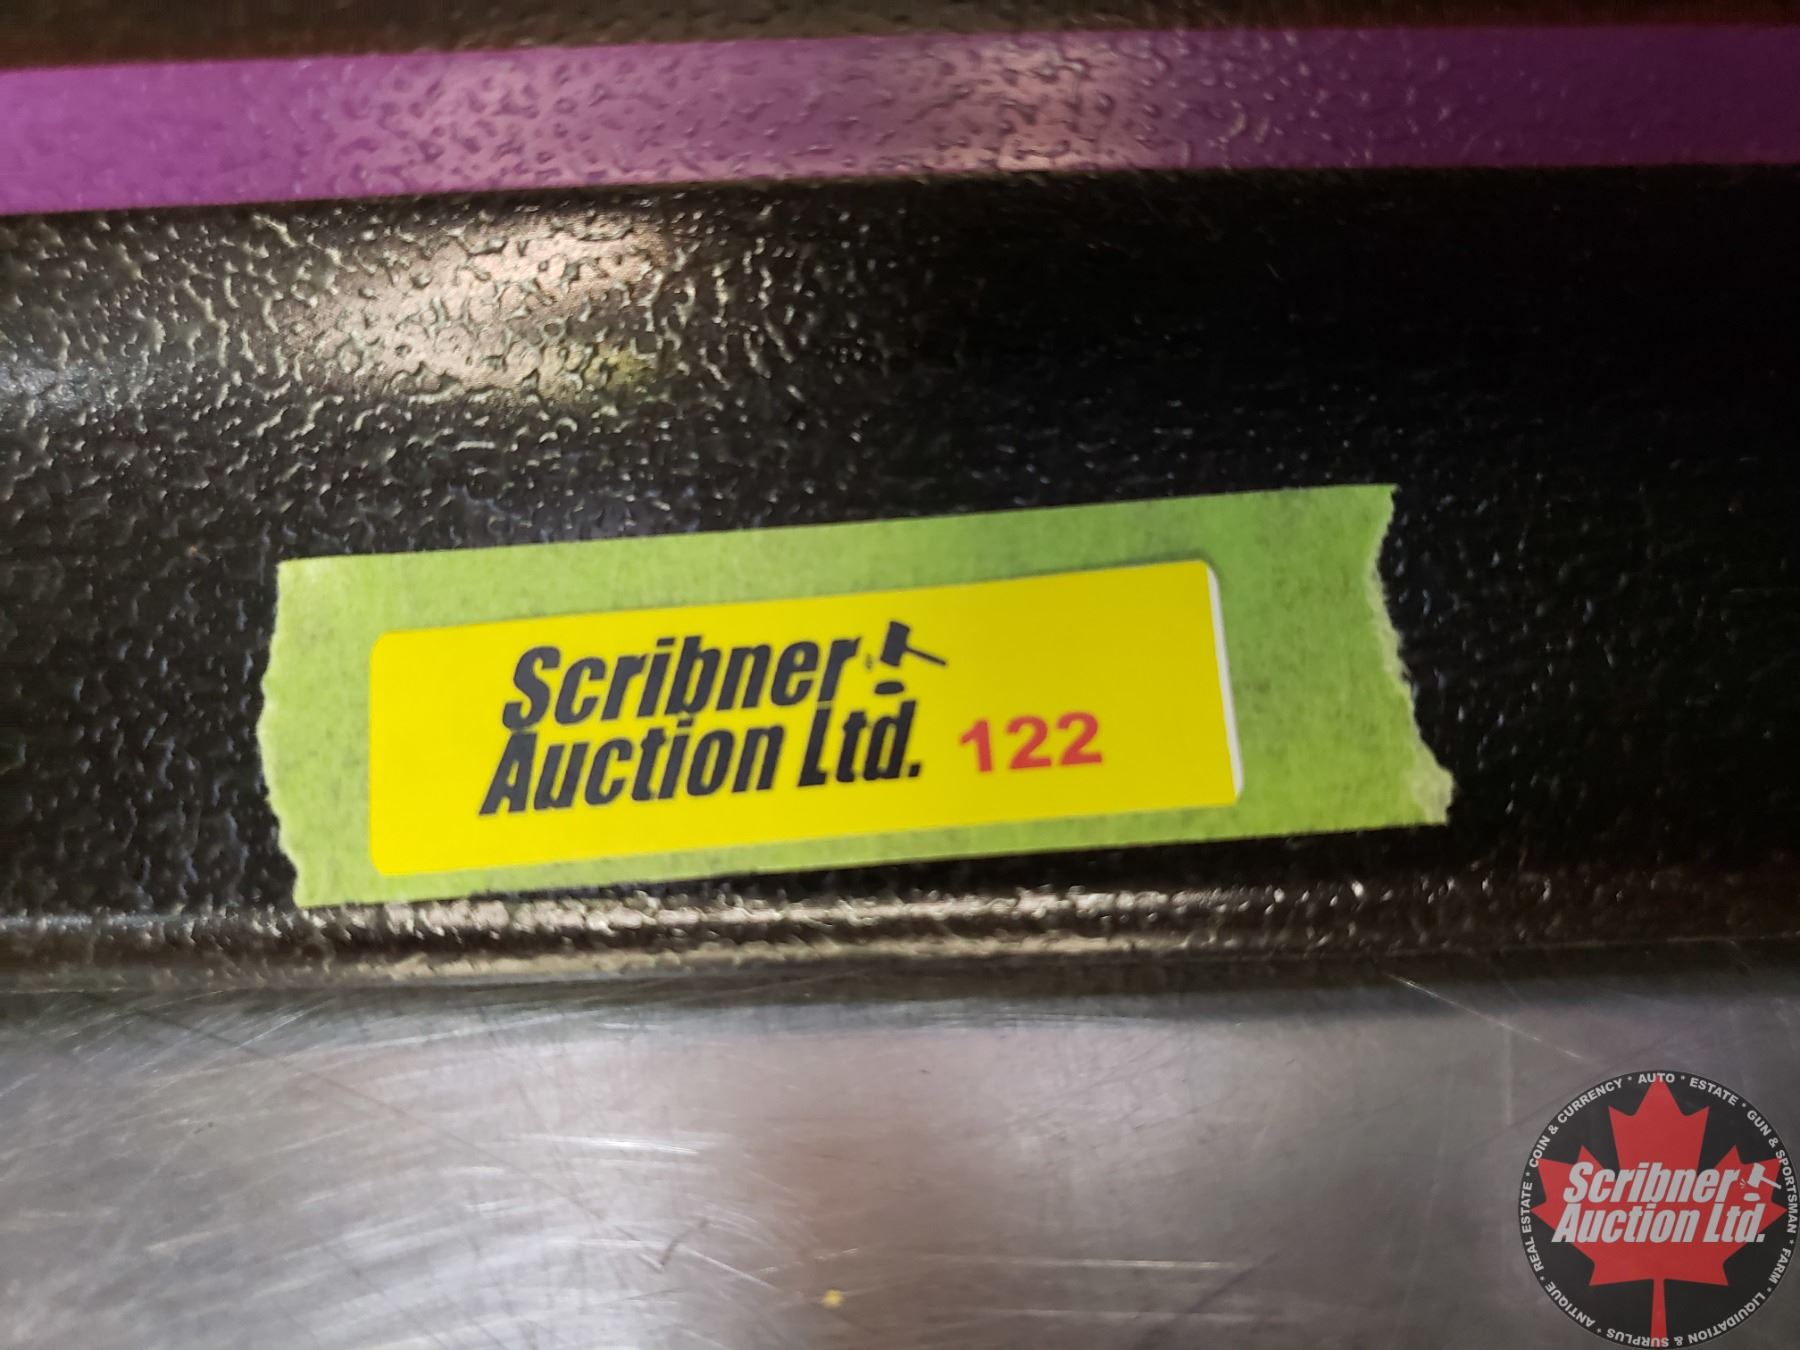 Scribner
Auction Ltd. 122
COIN & CURRENCY * AUTO * ESTATE * GUN & SPORTSMAN * FARM * LIQUIDATION & SURPLUS * ANTIQUE * REAL ESTATE *
Scribner
Auction Ltd.